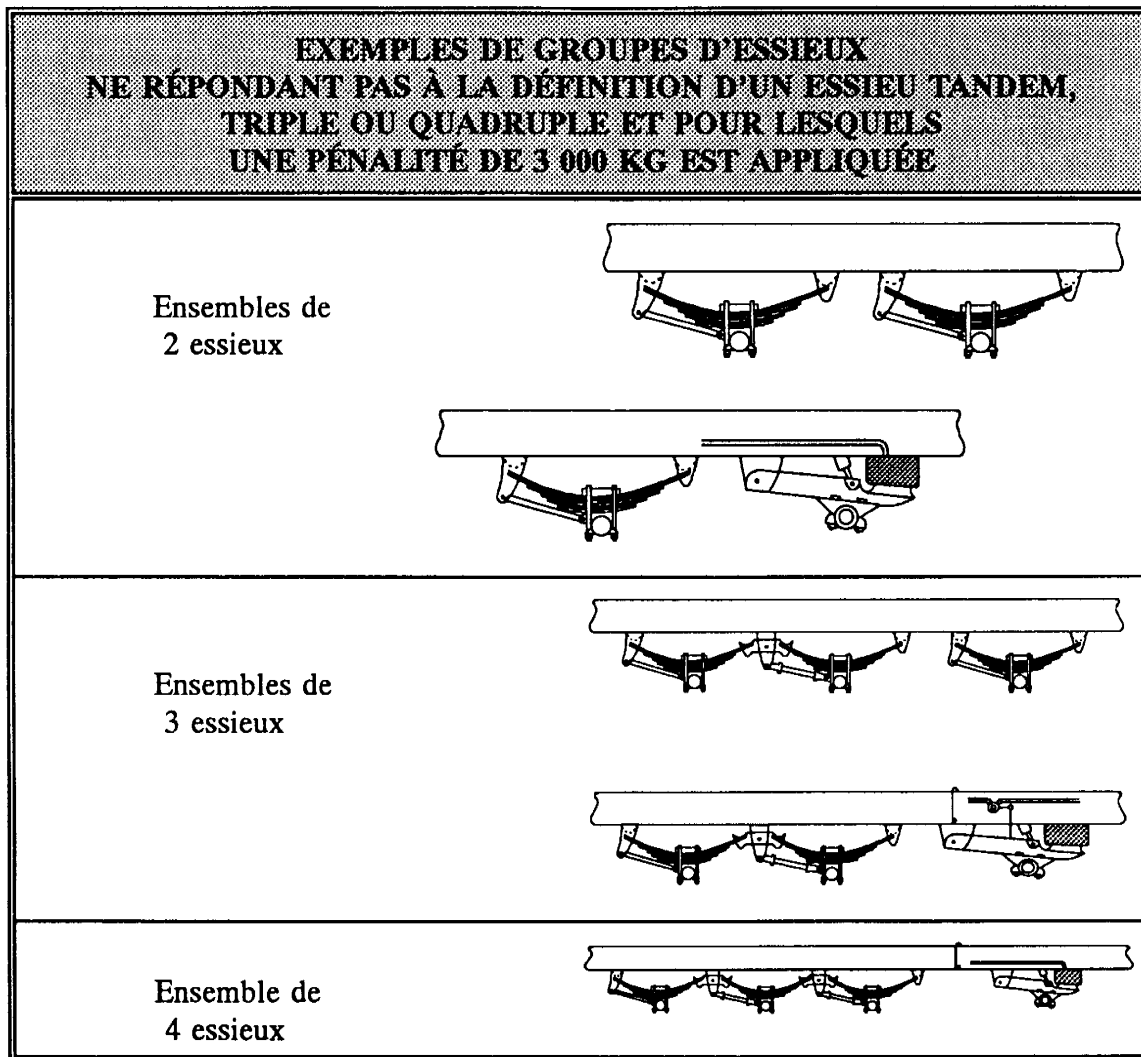 EXEMPLES DE GROUPES D'ESSIEUX
NE RÉPONDANT PAS À LA DÉFINITION D'UN ESSIEU TANDEM,
TRIPLE OU QUADRUPLE ET POUR LESQUELS
UNE PÉNALITÉ DE 3 000 KG EST APPLIQUÉE
Ensembles de
2 essieux
Ensembles de
3 essieux
Ensemble de
4 essieux